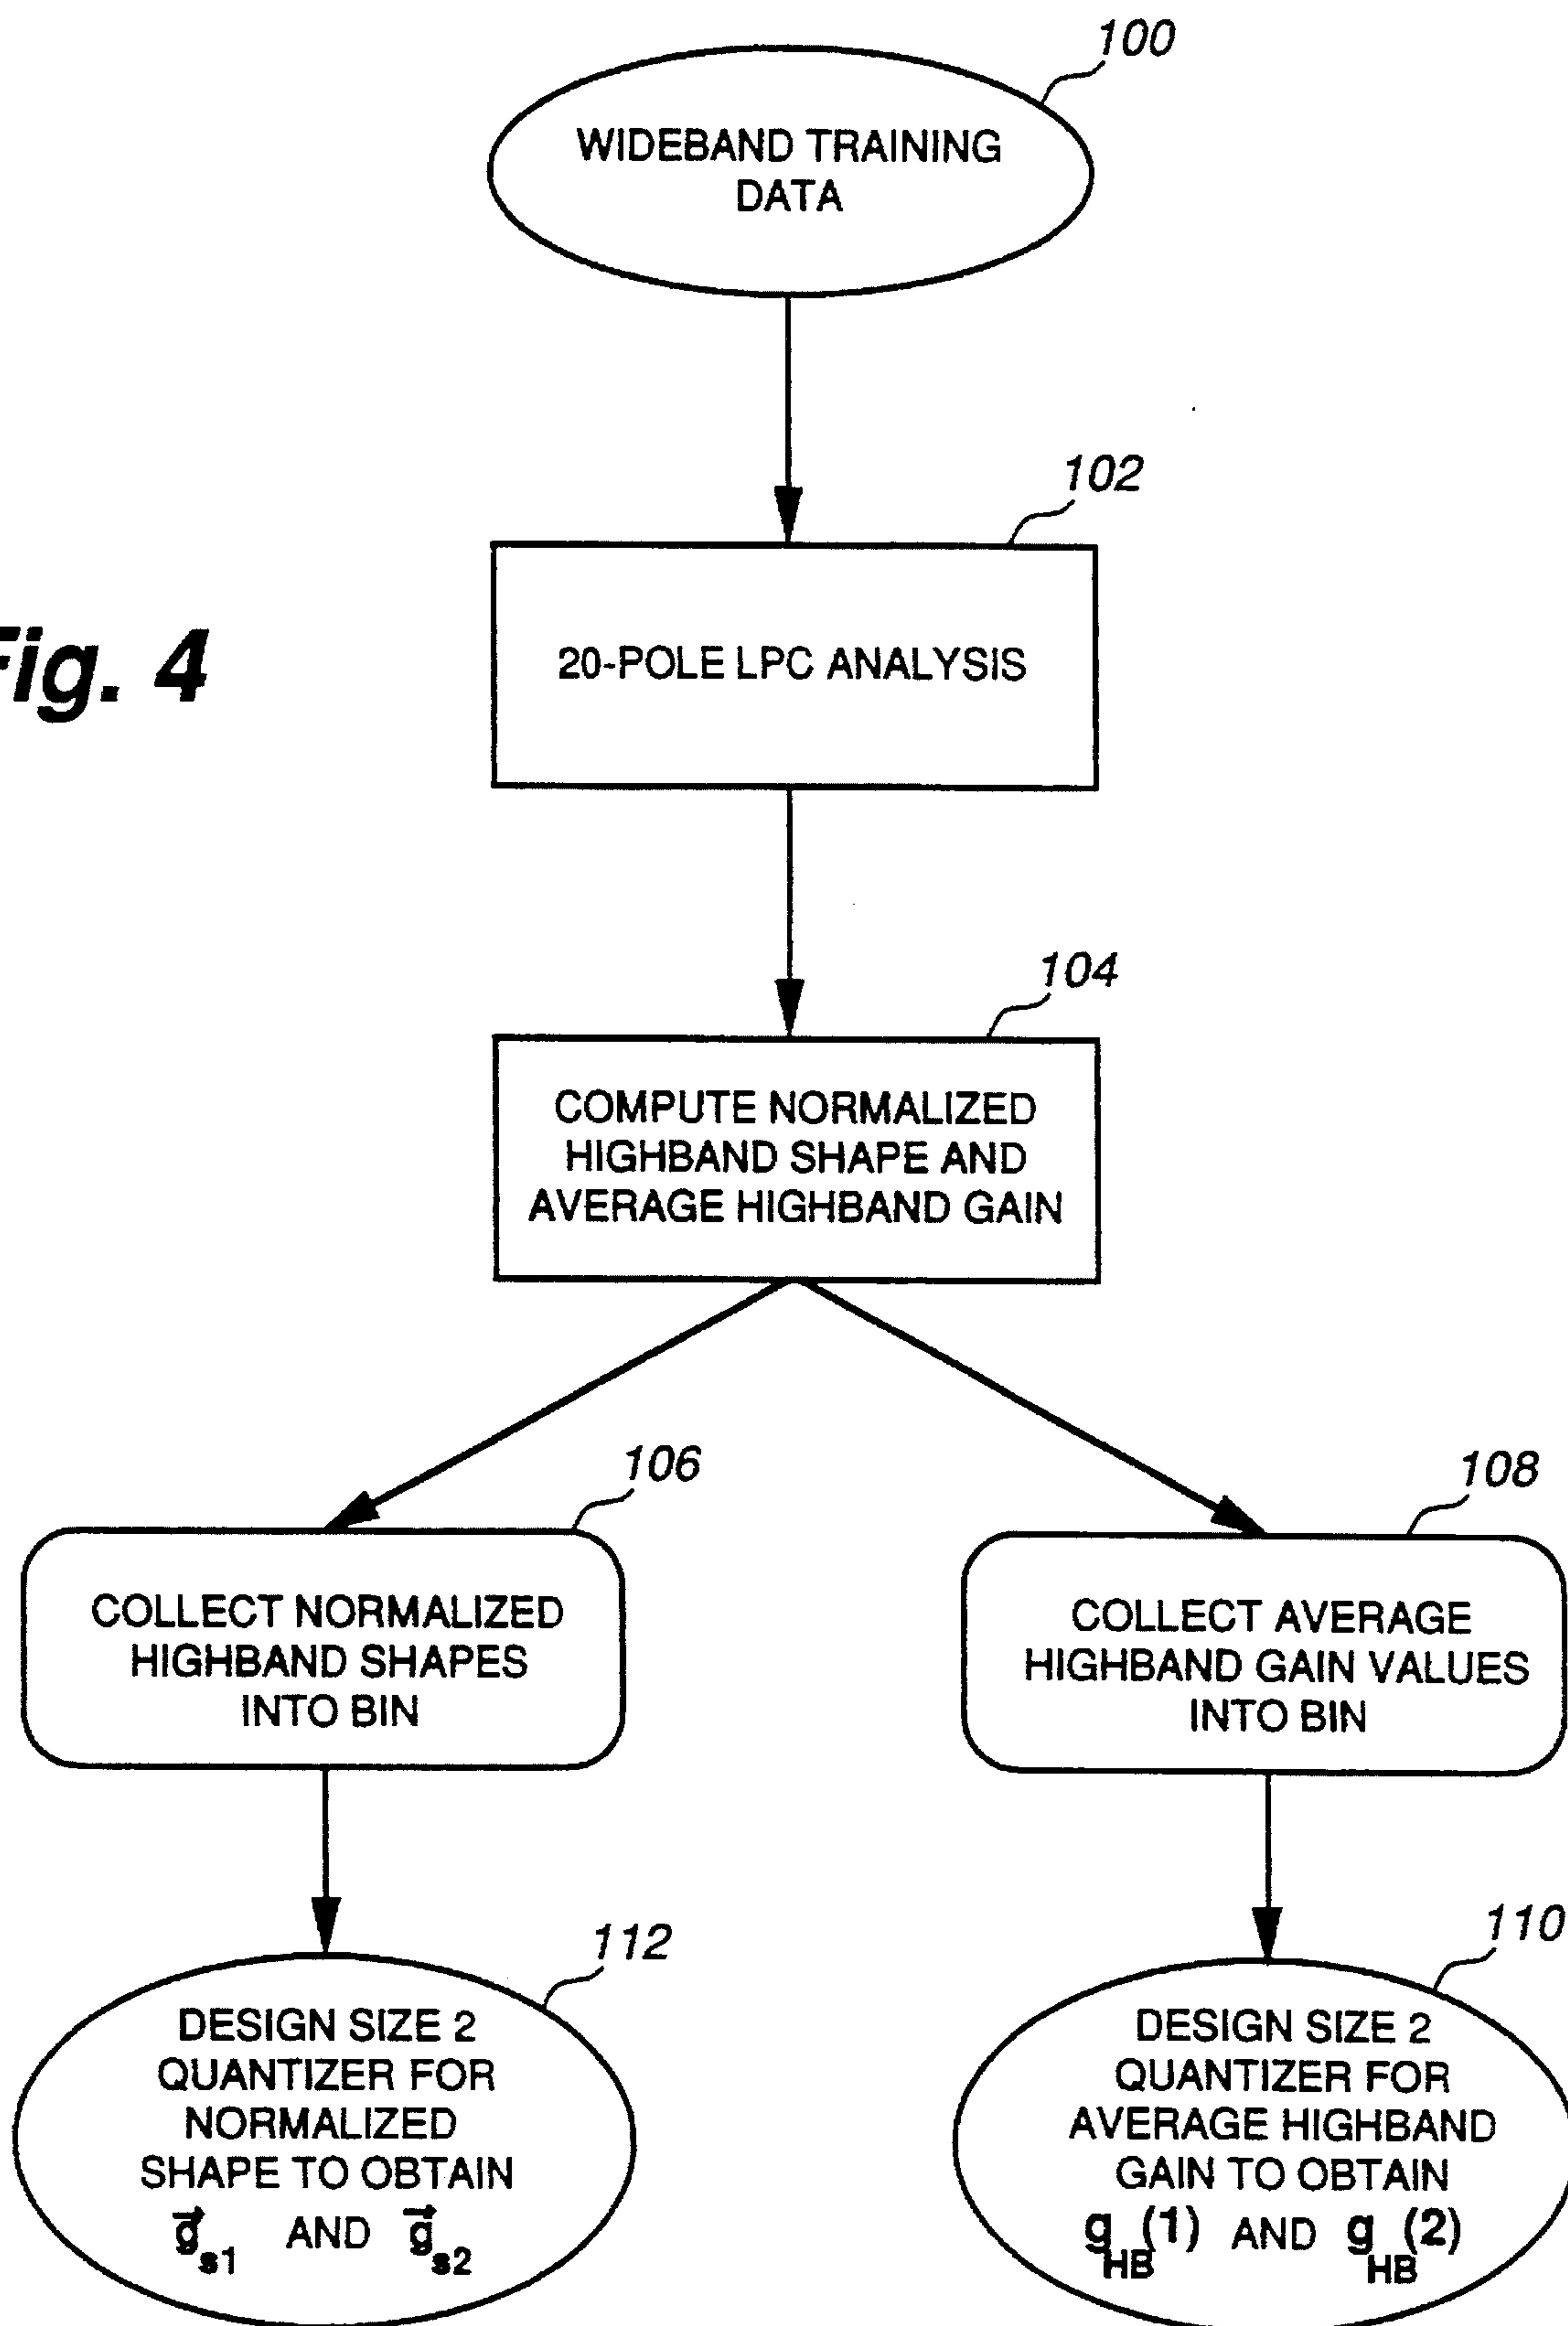 100
WIDEBAND TRAINING
DATA
102
Fig. 4
20-POLE LPC ANALYSIS
104
COMPUTE NORMALIZED
HIGHBAND SHAPE AND
AVERAGE HIGHBAND GAIN
106
COLLECT NORMALIZED
HIGHBAND SHAPES
INTO BIN
108
COLLECT AVERAGE
HIGHBAND GAIN VALUES
INTO BIN
112
DESIGN SIZE 2
QUANTIZER FOR
NORMALIZED
SHAPE TO OBTAIN
g⃗s1 AND g⃗s2
110
DESIGN SIZE 2
QUANTIZER FOR
AVERAGE HIGHBAND
GAIN TO OBTAIN
gHB(1) AND gHB(2)